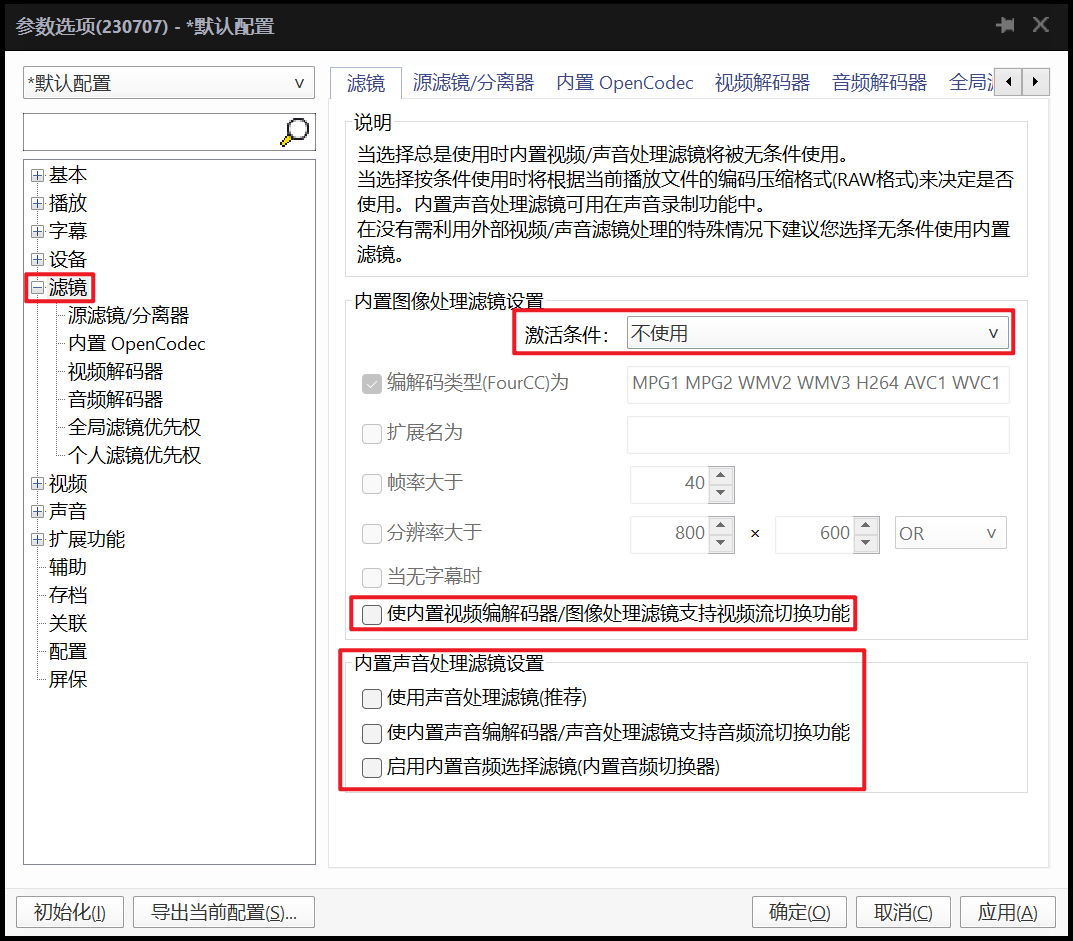 参数选项(230707) - *默认配置
*默认配置
基本
播放
字幕
设备
滤镜
源滤镜/分离器
内置 OpenCodec
视频解码器
音频解码器
全局滤镜优先权
个人滤镜优先权
视频
声音
扩展功能
辅助
存档
关联
配置
屏保
滤镜 源滤镜/分离器 内置 OpenCodec 视频解码器 音频解码器 全局
说明
当选择总是使用时内置视频/声音处理滤镜将被无条件使用。
当选择按条件使用时将根据当前播放文件的编码压缩格式(RAW格式)来决定是否
使用。内置声音处理滤镜可用在声音录制功能中。
在没有需利用外部视频/声音滤镜处理的特殊情况下建议您选择无条件使用内置
滤镜。
内置图像处理滤镜设置
激活条件： 不使用
编解码类型(FourCC)为 MPG1 MPG2 WMV2 WMV3 H264 AVC1 WVC1
扩展名为
帧率大于 40
分辨率大于 800 × 600 OR
当无字幕时
使内置视频编解码器/图像处理滤镜支持视频流切换功能
内置声音处理滤镜设置
使用声音处理滤镜(推荐)
使内置声音编解码器/声音处理滤镜支持音频流切换功能
启用内置音频选择滤镜(内置音频切换器)
初始化(I) 导出当前配置(S)... 确定(O) 取消(C) 应用(A)